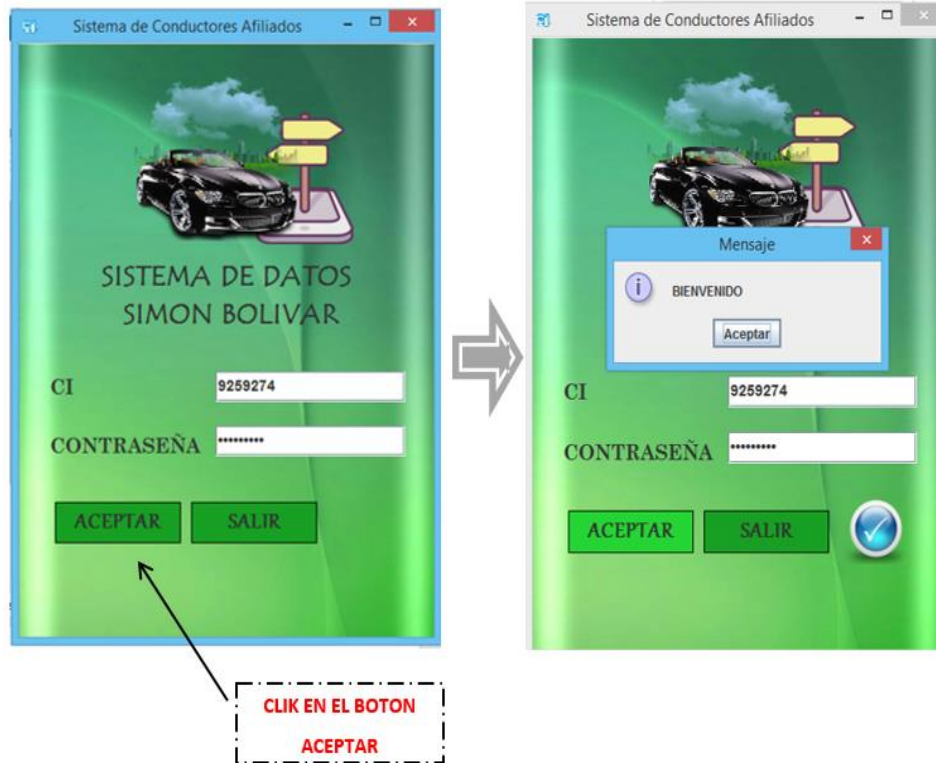 Sistema de Conductores Afiliados
SISTEMA DE DATOS
SIMON BOLIVAR
CI
9259274
CONTRASEÑA
•••••••••
ACEPTAR
SALIR
CLIK EN EL BOTON
ACEPTAR
Sistema de Conductores Afiliados
Mensaje
BIENVENIDO
Aceptar
CI
9259274
CONTRASEÑA
•••••••••
ACEPTAR
SALIR